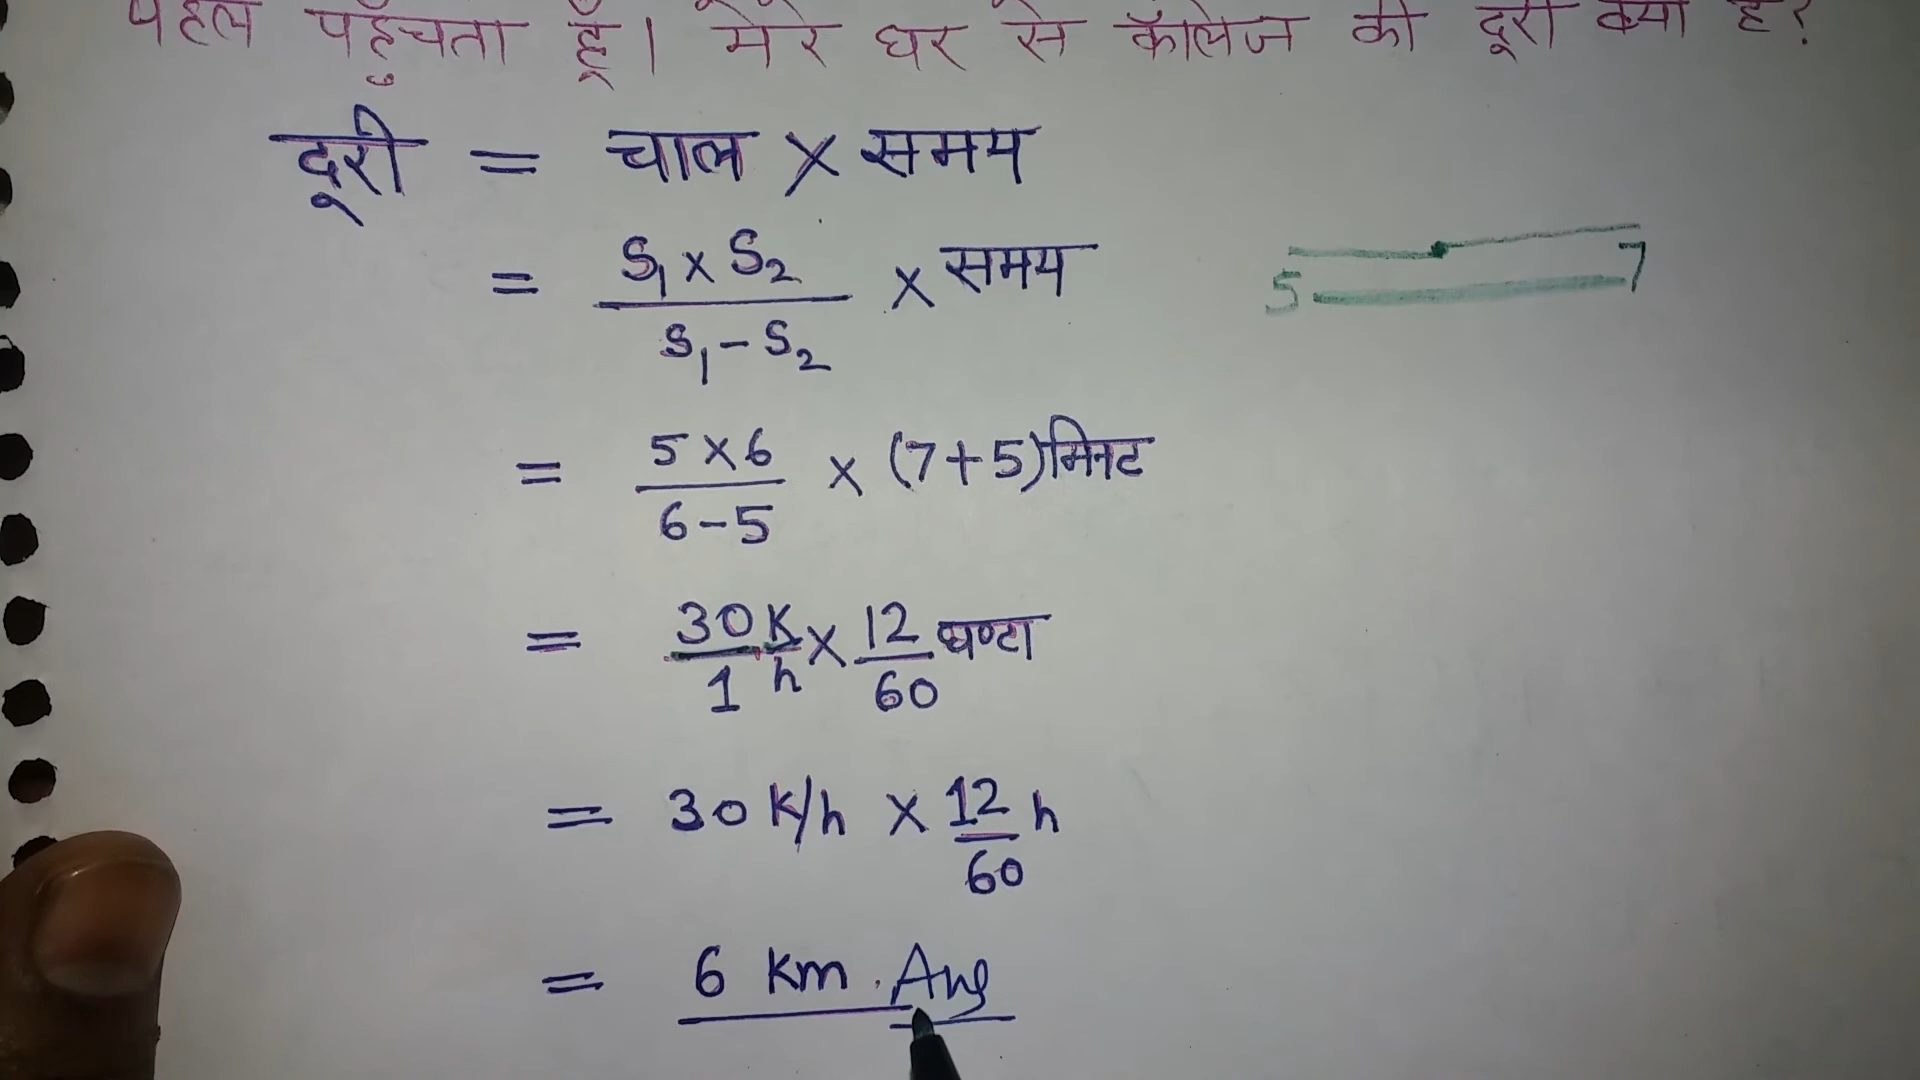 पहले पहुँचता हूँ। मेरे घर से कॉलेज की दूरी क्या है?
दूरी = चाल × समय
= S₁ × S₂ / S₁ - S₂ × समय
5 7
= 5 × 6 / 6 - 5 × (7+5) मिनट
= 30 K / 1 h × 12 / 60 घण्टा
= 30 K/h × 12 / 60 h
= 6 Km. Ans